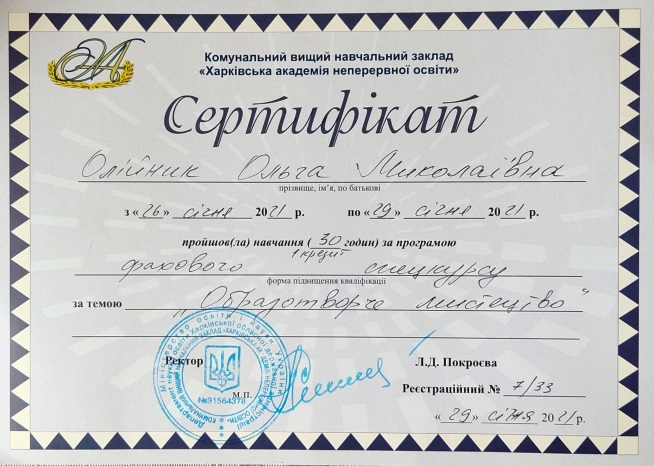 Комунальний вищий навчальний заклад
«Харківська академія неперервної освіти»
Сертифікат
Олійник Ольга Миколаївна
прізвище, ім’я, по батькові
з «26» січня 2021 р. по «29» січня 2021 р.
пройшов(ла) навчання (30 годин) за програмою
1 кредит
фахового спецкурсу
форма підвищення кваліфікації
за темою „Образотворче мистецтво“
Ректор Л.Д. Покроєва
М.П.
№31564378
Реєстраційний № 7/33
«29» січня 2021 р.